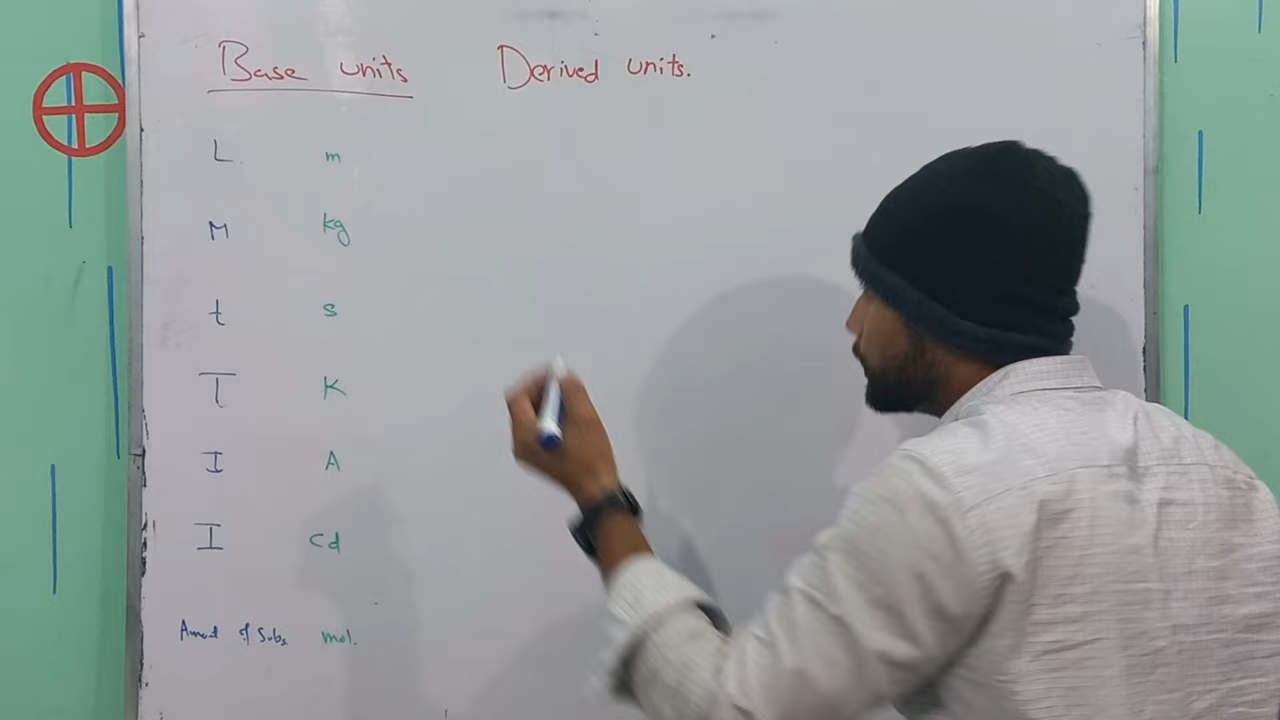 Base units Derived units.
L m
M kg
t s
T K
I A
I cd
Amount of Subs mol.